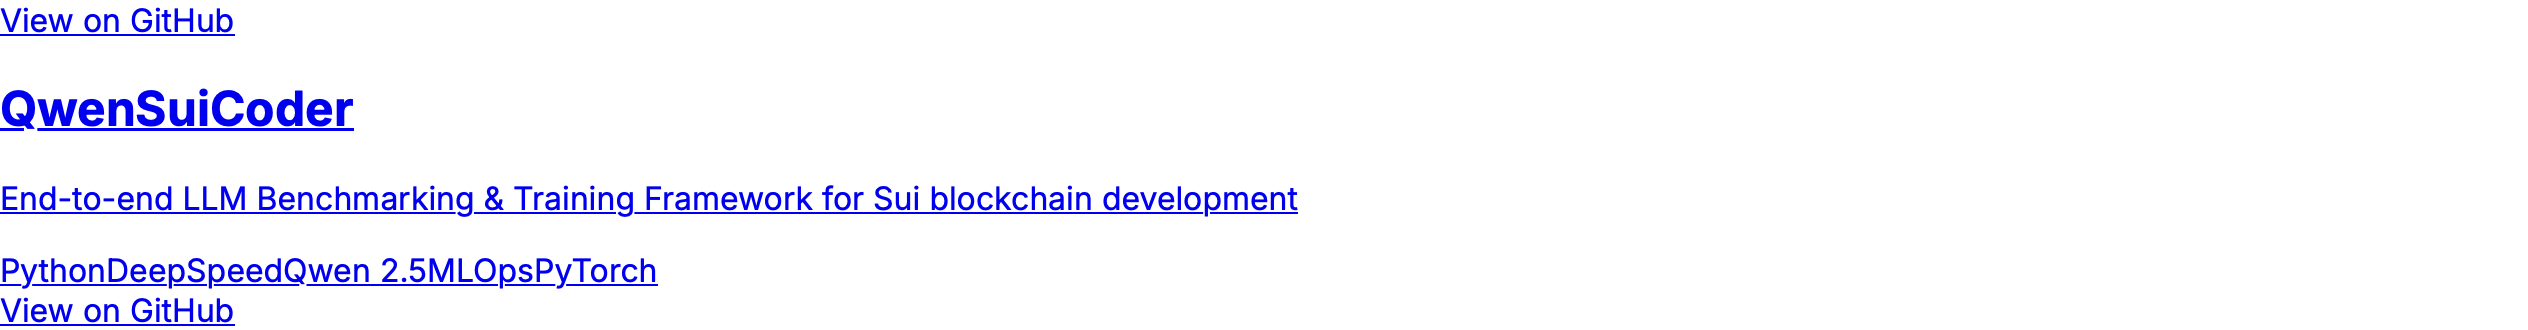 View on GitHub
QwenSuiCoder
End-to-end LLM Benchmarking & Training Framework for Sui blockchain development
PythonDeepSpeedQwen 2.5MLOpsPyTorch
View on GitHub